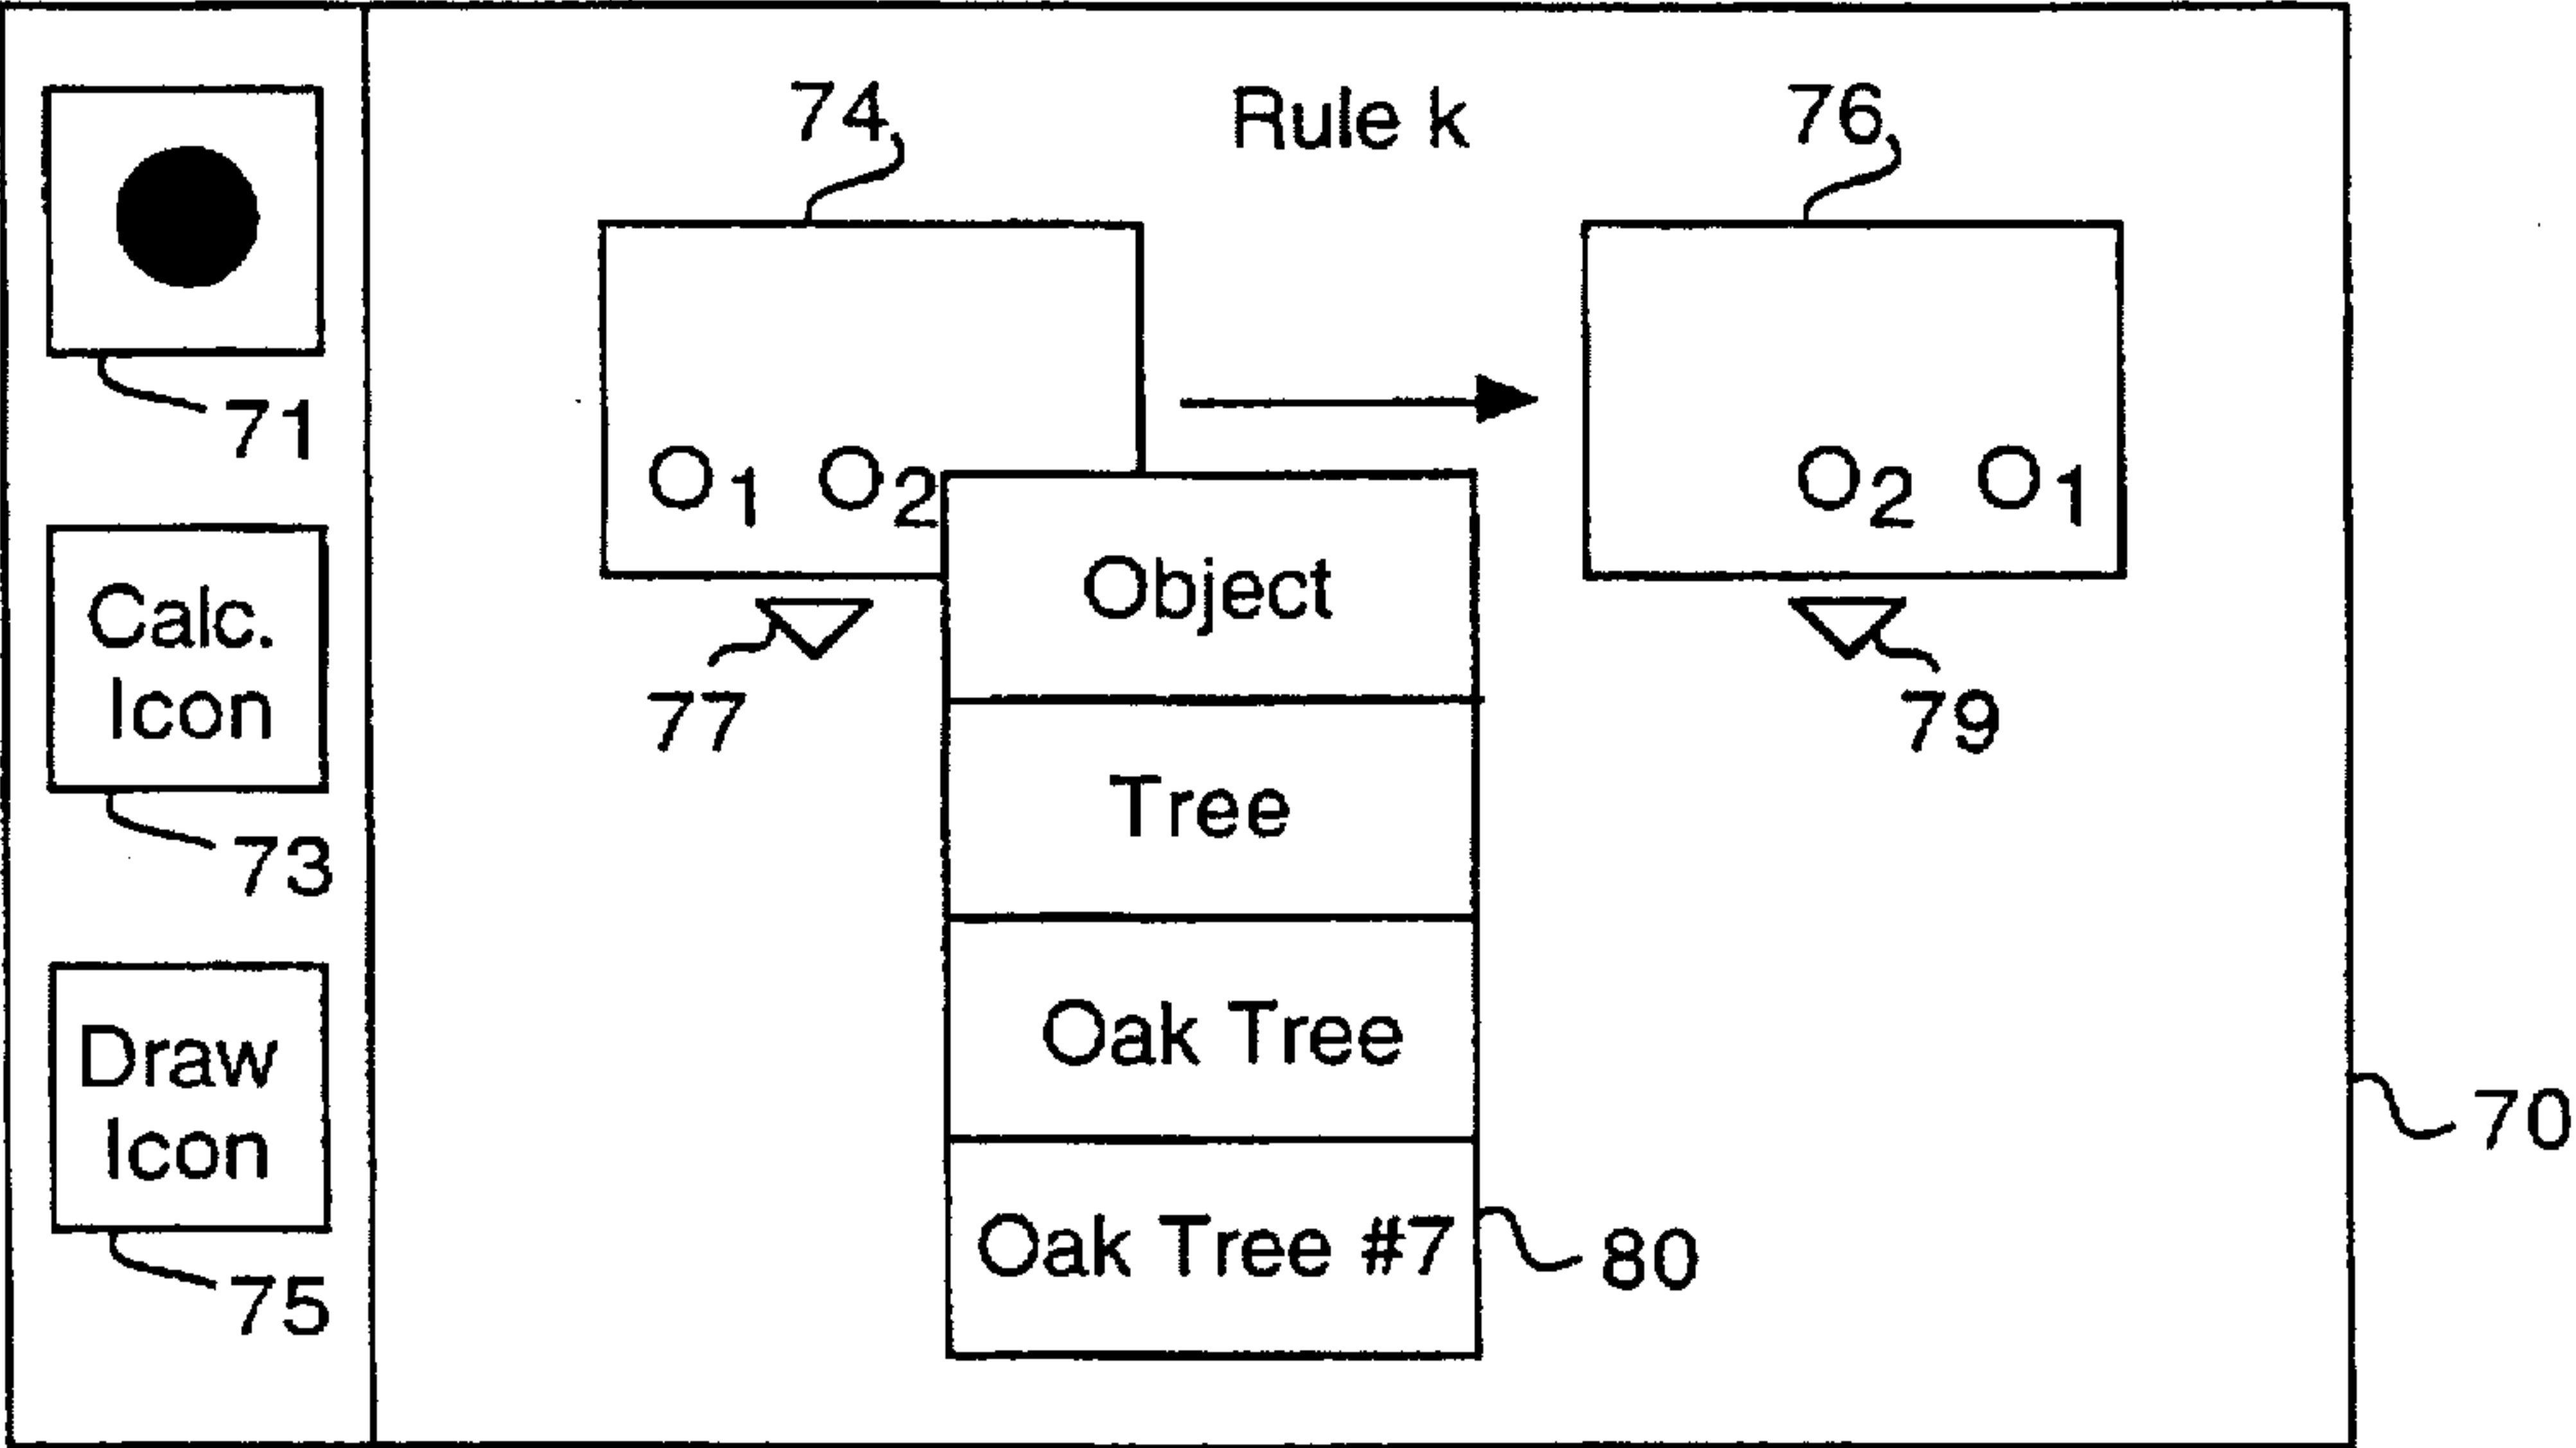 74
Rule k
76
71
O1 O2
O2 O1
Object
Calc.
Icon
77
79
Tree
73
Oak Tree
Draw
Icon
70
Oak Tree #7
80
75